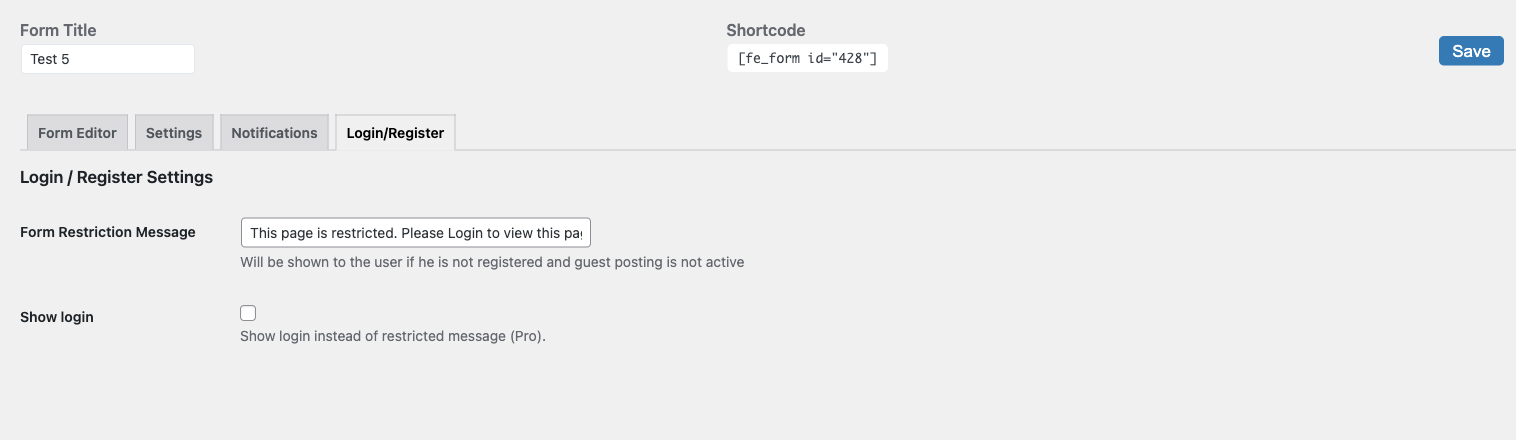 Form Title
Shortcode
Test 5
[fe_form id="428"]
Save
Form Editor
Settings
Notifications
Login/Register
Login / Register Settings
Form Restriction Message
This page is restricted. Please Login to view this pa
Will be shown to the user if he is not registered and guest posting is not active
Show login
Show login instead of restricted message (Pro).